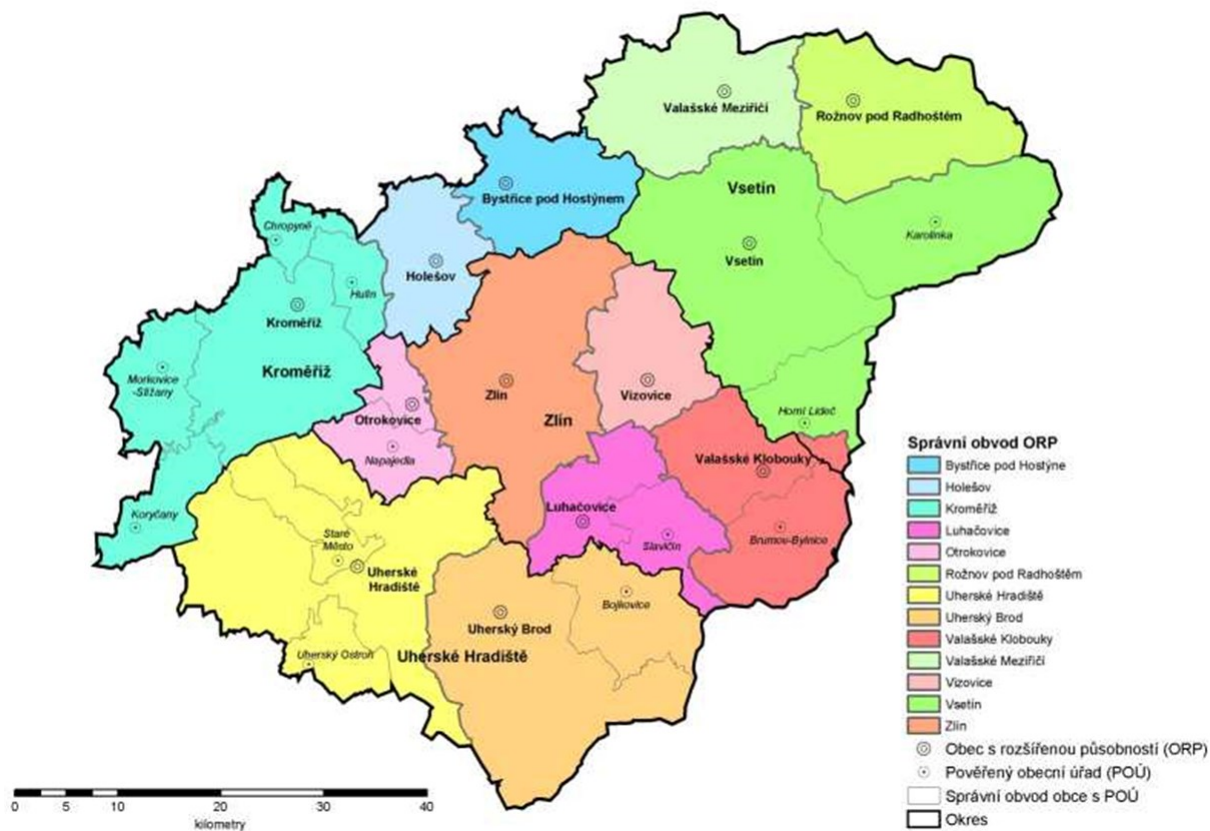 Valašské Meziříčí
Rožnov pod Radhoštěm
Bystřice pod Hostýnem
Vsetín
Karolinka
Vsetín
Chropyně
Holešov
Hulín
Kroměříž
Kroměříž
Morkovice
-Slížany
Zlín
Vizovice
Otrokovice
Zlín
Horní Lideč
Napajedla
Valašské Klobouky
Koryčany
Luhačovice
Staré
Město
Slavičín
Brumov-Bylnice
Uherské
Hradiště
Bojkovice
Uherský Brod
Uherský Ostroh
Uherské Hradiště
Správní obvod ORP
Bystřice pod Hostýne
Holešov
Kroměříž
Luhačovice
Otrokovice
Rožnov pod Radhoštěm
Uherské Hradiště
Uherský Brod
Valašské Klobouky
Valašské Meziříčí
Vizovice
Vsetín
Zlín
Obec s rozšířenou působností (ORP)
Pověřený obecní úřad (POÚ)
Správní obvod obce s POÚ
Okres
0 5 10 20 30 40
kilometry